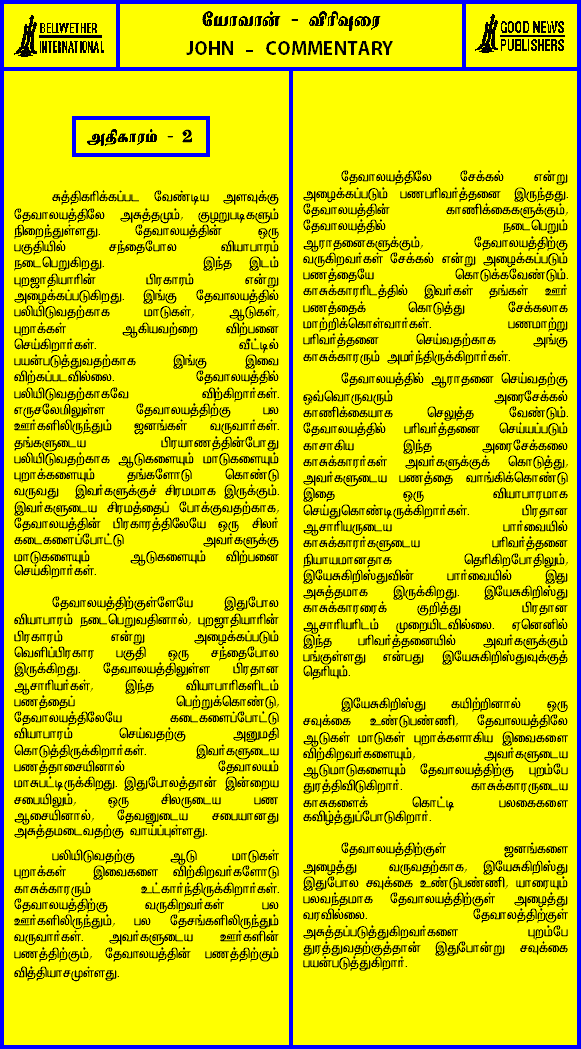 BELWETHER
INTERNATIONAL
யோவான் - விரிவுரை
JOHN - COMMENTARY
GOOD NEWS
PUBLISHERS
அதிகாரம் - 2
சுத்திகரிக்கப்பட வேண்டிய அளவுக்கு
தேவாலயத்திலே அசுத்தமும், குழறுபடிகளும்
நிறைந்துள்ளது. தேவாலயத்தின் ஒரு
பகுதியில் சந்தைபோல வியாபாரம்
நடைபெறுகிறது. இந்த இடம்
புறஜாதியாரின் பிரகாரம் என்று
அழைக்கப்படுகிறது. இங்கு தேவாலயத்தில்
பலியிடுவதற்காக மாடுகள், ஆடுகள்,
புறாக்கள் ஆகியவற்றை விற்பனை
செய்கிறார்கள். வீட்டில்
பயன்படுத்துவதற்காக இங்கு இவை
விற்கப்படவில்லை. தேவாலயத்தில்
பலியிடுவதற்காகவே விற்கிறார்கள்.
எருசலேமிலுள்ள தேவாலயத்திற்கு பல
ஊர்களிலிருந்தும் ஜனங்கள் வருவார்கள்.
தங்களுடைய பிரயாணத்தின்போது
பலியிடுவதற்காக ஆடுகளையும் மாடுகளையும்
புறாக்களையும் தங்களோடு கொண்டு
வருவது இவர்களுக்குச் சிரமமாக இருக்கும்.
இவர்களுடைய சிரமத்தைப் போக்குவதற்காக,
தேவாலயத்தின் பிரகாரத்திலேயே ஒரு சிலர்
கடைகளைப்போட்டு அவர்களுக்கு
மாடுகளையும் ஆடுகளையும் விற்பனை
செய்கிறார்கள்.
தேவாலயத்திற்குள்ளேயே இதுபோல
வியாபாரம் நடைபெறுவதினால், புறஜாதியாரின்
பிரகாரம் என்று அழைக்கப்படும்
வெளிப்பிரகார பகுதி ஒரு சந்தைபோல
இருக்கிறது. தேவாலயத்திலுள்ள பிரதான
ஆசாரியர்கள், இந்த வியாபாரிகளிடம்
பணத்தைப் பெற்றுக்கொண்டு,
தேவாலயத்திலேயே கடைகளைப்போட்டு
வியாபாரம் செய்வதற்கு அனுமதி
கொடுத்திருக்கிறார்கள். இவர்களுடைய
பணத்தாசையினால் தேவாலயம்
மாசுபட்டிருக்கிறது. இதுபோலத்தான் இன்றைய
சபையிலும், ஒரு சிலருடைய பண
ஆசையினால், தேவனுடைய சபையானது
அசுத்தமடைவதற்கு வாய்ப்புள்ளது.
பலியிடுவதற்கு ஆடு மாடுகள்
புறாக்கள் இவைகளை விற்கிறவர்களோடு
காசுக்காரரும் உட்கார்ந்திருக்கிறார்கள்.
தேவாலயத்திற்கு வருகிறவர்கள் பல
ஊர்களிலிருந்தும், பல தேசங்களிலிருந்தும்
வருவார்கள். அவர்களுடைய ஊர்களின்
பணத்திற்கும், தேவாலயத்தின் பணத்திற்கும்
வித்தியாசமுள்ளது.
தேவாலயத்திலே சேக்கல் என்று
அழைக்கப்படும் பணபரிவர்த்தனை இருந்தது.
தேவாலயத்தின் காணிக்கைகளுக்கும்,
தேவாலயத்தில் நடைபெறும்
ஆராதனைகளுக்கும், தேவாலயத்திற்கு
வருகிறவர்கள் சேக்கல் என்று அழைக்கப்படும்
பணத்தையே கொடுக்கவேண்டும்.
காசுக்காரரிடத்தில் இவர்கள் தங்கள் ஊர்
பணத்தைக் கொடுத்து சேக்கலாக
மாற்றிக்கொள்வார்கள். பணமாற்று
பரிவர்த்தனை செய்வதற்காக அங்கு
காசுக்காரரும் அமர்ந்திருக்கிறார்கள்.
தேவாலயத்தில் ஆராதனை செய்வதற்கு
ஒவ்வொருவரும் அரைசேக்கல்
காணிக்கையாக செலுத்த வேண்டும்.
தேவாலயத்தில் பரிவர்த்தனை செய்யப்படும்
காசாகிய இந்த அரைசேக்கலை
காசுக்காரர்கள் அவர்களுக்குக் கொடுத்து,
அவர்களுடைய பணத்தை வாங்கிக்கொண்டு
இதை ஒரு வியாபாரமாக
செய்துகொண்டிருக்கிறார்கள். பிரதான
ஆசாரியருடைய பார்வையில்
காசுக்காரர்களுடைய பரிவர்த்தனை
நியாயமானதாக தெரிகிறபோதிலும்,
இயேசுகிறிஸ்துவின் பார்வையில் இது
அசுத்தமாக இருக்கிறது. இயேசுகிறிஸ்து
காசுக்காரரைக் குறித்து பிரதான
ஆசாரியரிடம் முறையிடவில்லை. ஏனெனில்
இந்த பரிவர்த்தனையில் அவர்களுக்கும்
பங்குள்ளது என்பது இயேசுகிறிஸ்துவுக்குத்
தெரியும்.
இயேசுகிறிஸ்து கயிற்றினால் ஒரு
சவுக்கை உண்டுபண்ணி, தேவாலயத்திலே
ஆடுகள் மாடுகள் புறாக்களாகிய இவைகளை
விற்கிறவர்களையும், அவர்களுடைய
ஆடுமாடுகளையும் தேவாலயத்திற்கு புறம்பே
துரத்திவிடுகிறார். காசுக்காரருடைய
காசுகளைக் கொட்டி பலகைகளை
கவிழ்த்துப்போடுகிறார்.
தேவாலயத்திற்குள் ஜனங்களை
அழைத்து வருவதற்காக, இயேசுகிறிஸ்து
இதுபோல சவுக்கை உண்டுபண்ணி, யாரையும்
பலவந்தமாக தேவாலயத்திற்குள் அழைத்து
வரவில்லை. தேவாலத்திற்குள்
அசுத்தப்படுத்துகிறவர்களை புறம்பே
துரத்துவதற்குத்தான் இதுபோன்று சவுக்கை
பயன்படுத்துகிறார்.